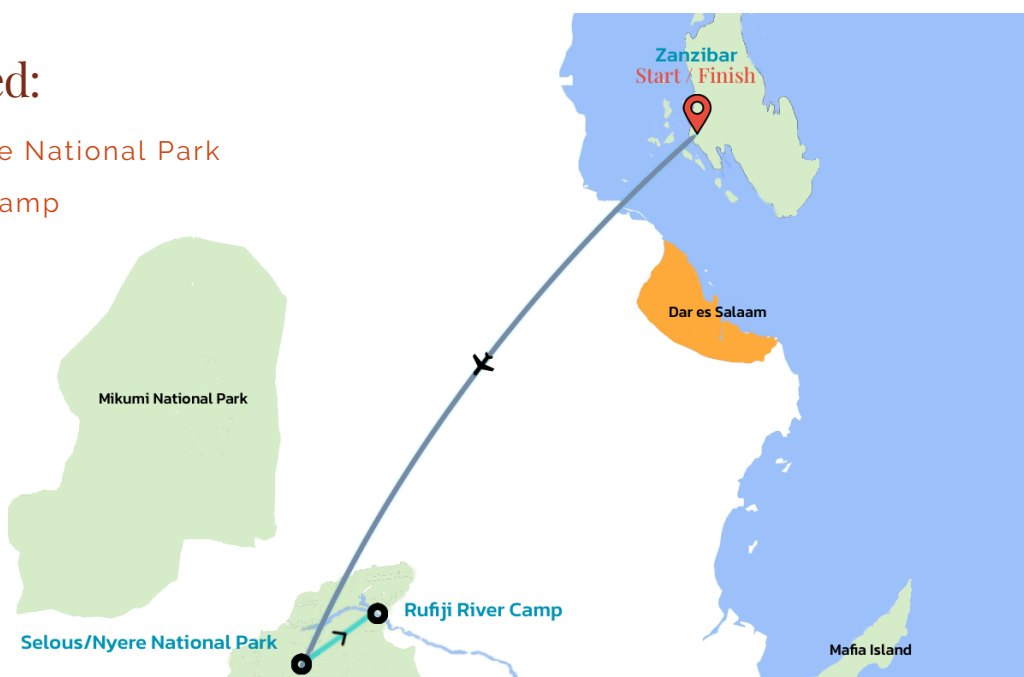 ed:
e National Park
amp
Zanzibar
Start / Finish
Dar es Salaam
Mikumi National Park
Rufiji River Camp
Selous/Nyere National Park
Mafia Island